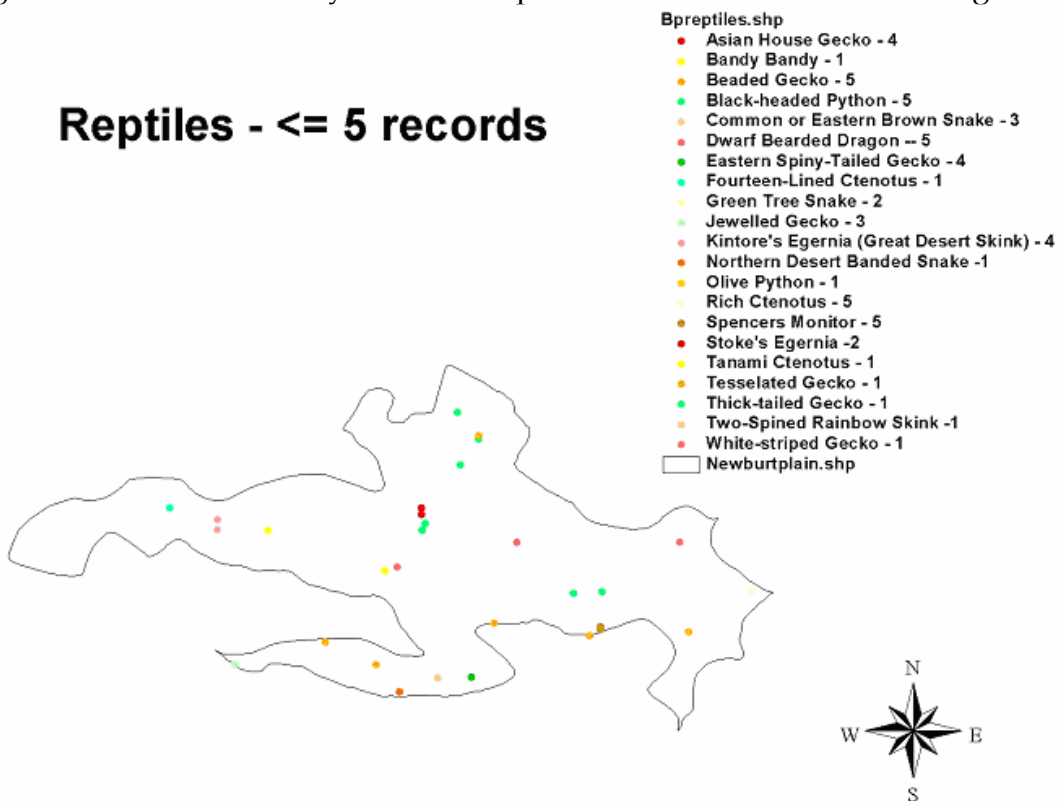 Bpreptiles.shp
Asian House Gecko - 4
Bandy Bandy - 1
Beaded Gecko - 5
Black-headed Python - 5
Common or Eastern Brown Snake - 3
Dwarf Bearded Dragon -- 5
Eastern Spiny-Tailed Gecko - 4
Fourteen-Lined Ctenotus - 1
Green Tree Snake - 2
Jewelled Gecko - 3
Kintore's Egernia (Great Desert Skink) - 4
Northern Desert Banded Snake -1
Olive Python - 1
Rich Ctenotus - 5
Spencers Monitor - 5
Stoke's Egernia -2
Tanami Ctenotus - 1
Tesselated Gecko - 1
Thick-tailed Gecko - 1
Two-Spined Rainbow Skink -1
White-striped Gecko - 1
Newburtplain.shp
Reptiles - <= 5 records
N
W E
S